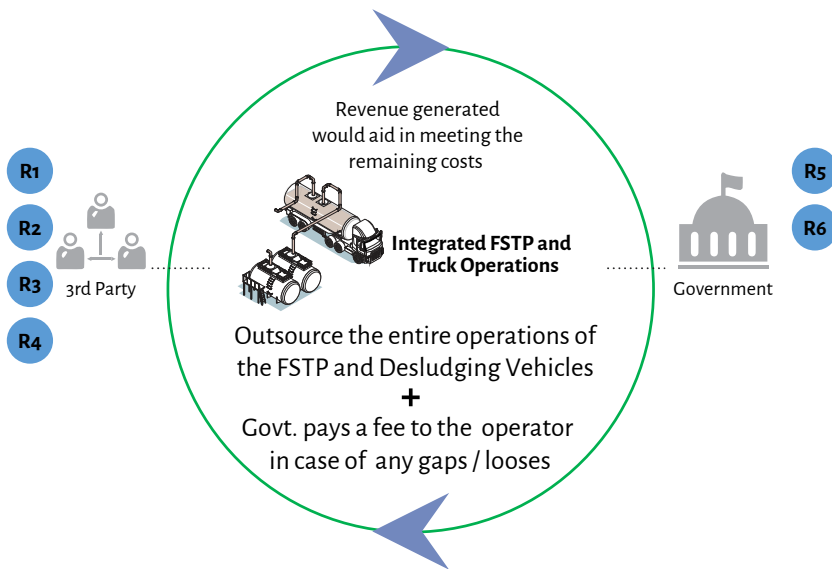 Revenue generated
would aid in meeting the
remaining costs
R1
R2
R3
R4
3rd Party
Integrated FSTP and
Truck Operations
R5
R6
Government
Outsource the entire operations of
the FSTP and Desludging Vehicles
+
Govt. pays a fee to the operator
in case of any gaps / looses